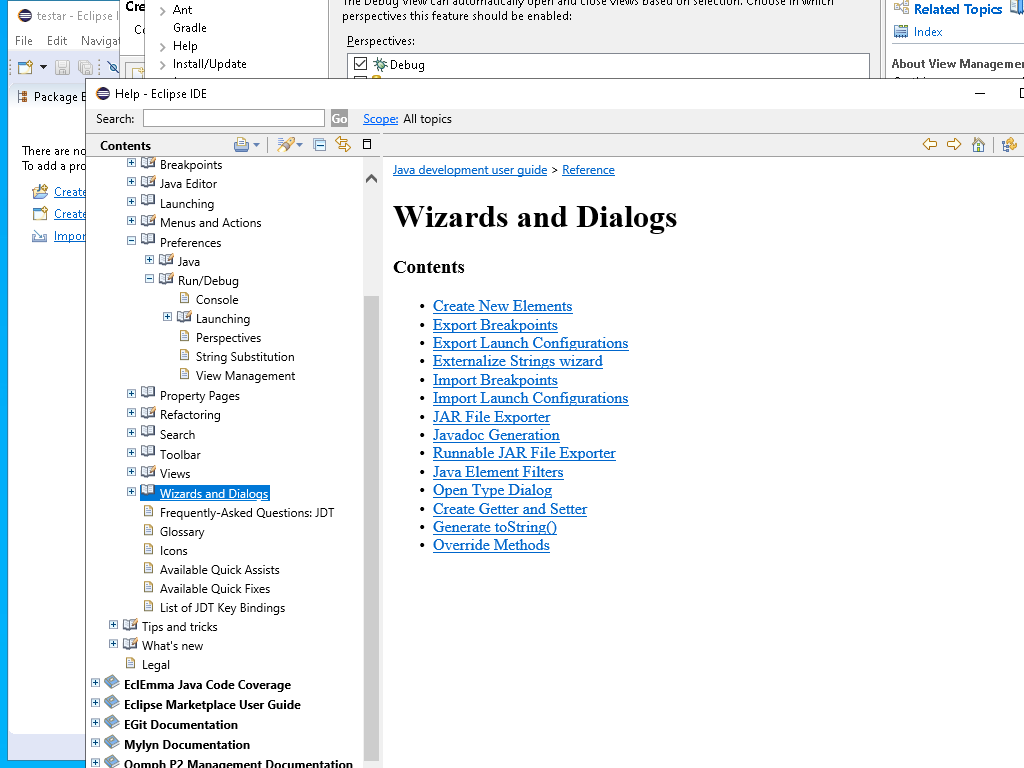 testar - Eclipse I
File Edit Navigat
Package E
There are no
To add a pro
Create
Create
Impor
Cre
Ant
Gradle
Help
Install/Update
The Debug View can automatically open and close views based on selection. Choose in which
perspectives this feature should be enabled:
Perspectives:
Debug
Related Topics
Index
About View Managemen
Help - Eclipse IDE
Search:
Go
Scope: All topics
Contents
Breakpoints
Java Editor
Launching
Menus and Actions
Preferences
Java
Run/Debug
Console
Launching
Perspectives
String Substitution
View Management
Property Pages
Refactoring
Search
Toolbar
Views
Wizards and Dialogs
Frequently-Asked Questions: JDT
Glossary
Icons
Available Quick Assists
Available Quick Fixes
List of JDT Key Bindings
Tips and tricks
What's new
Legal
EclEmma Java Code Coverage
Eclipse Marketplace User Guide
EGit Documentation
Mylyn Documentation
Oomph P2 Management Documentation
Java development user guide > Reference
Wizards and Dialogs
Contents
• Create New Elements
• Export Breakpoints
• Export Launch Configurations
• Externalize Strings wizard
• Import Breakpoints
• Import Launch Configurations
• JAR File Exporter
• Javadoc Generation
• Runnable JAR File Exporter
• Java Element Filters
• Open Type Dialog
• Create Getter and Setter
• Generate toString()
• Override Methods